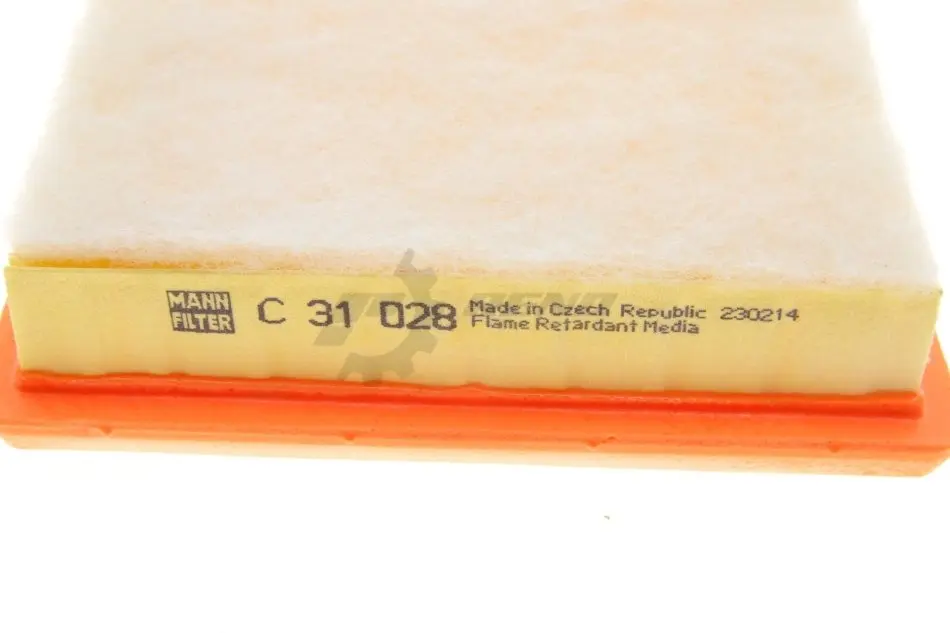 MANN
FILTER
C 31 028
Made in Czech Republic 230214
Flame Retardant Media